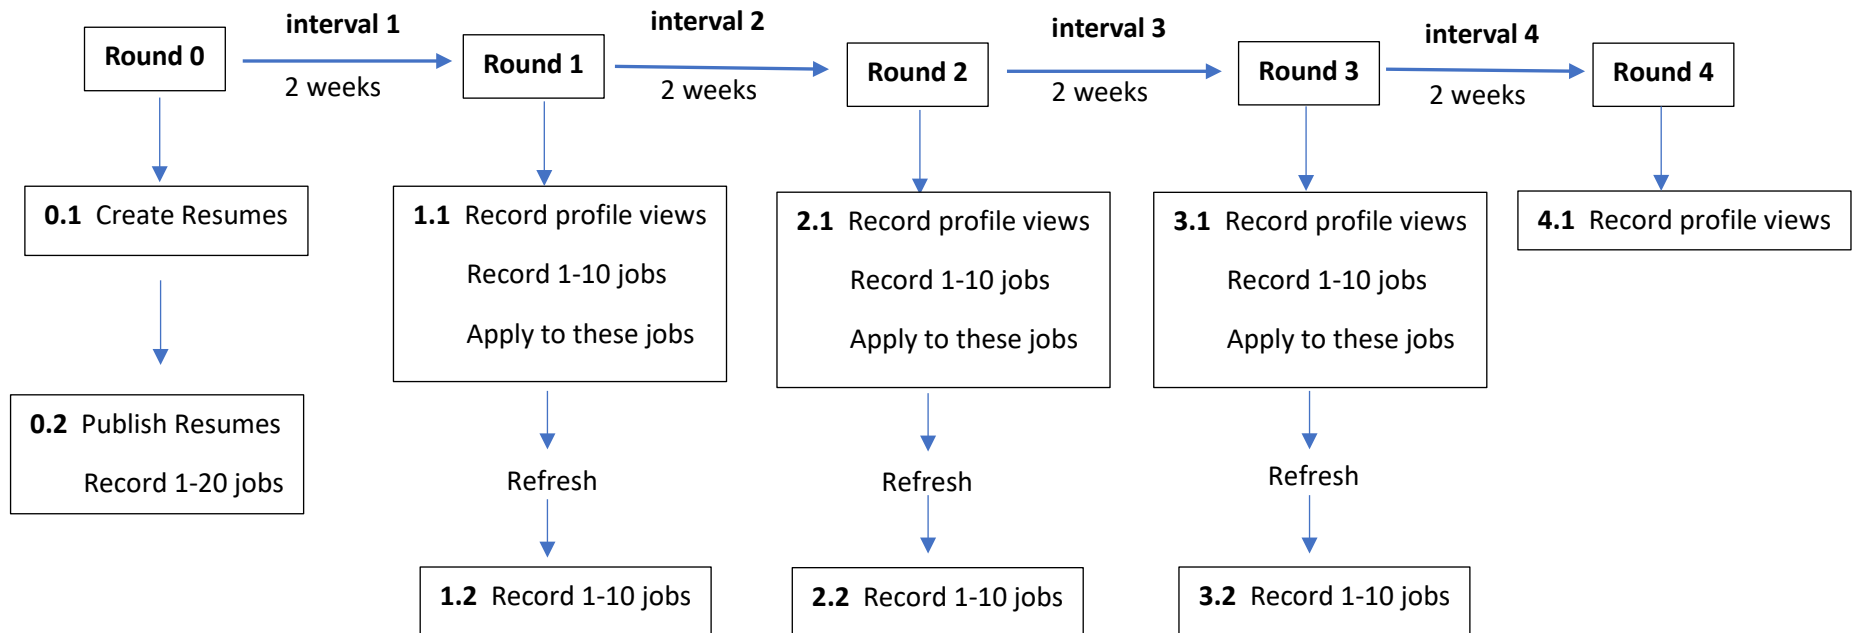 interval 1
interval 2
interval 3
interval 4
Round 0
Round 1
Round 2
Round 3
Round 4
2 weeks
2 weeks
2 weeks
2 weeks
0.1 Create Resumes
0.2 Publish Resumes
Record 1-20 jobs
1.1 Record profile views
Record 1-10 jobs
Apply to these jobs
Refresh
1.2 Record 1-10 jobs
2.1 Record profile views
Record 1-10 jobs
Apply to these jobs
Refresh
2.2 Record 1-10 jobs
3.1 Record profile views
Record 1-10 jobs
Apply to these jobs
Refresh
3.2 Record 1-10 jobs
4.1 Record profile views